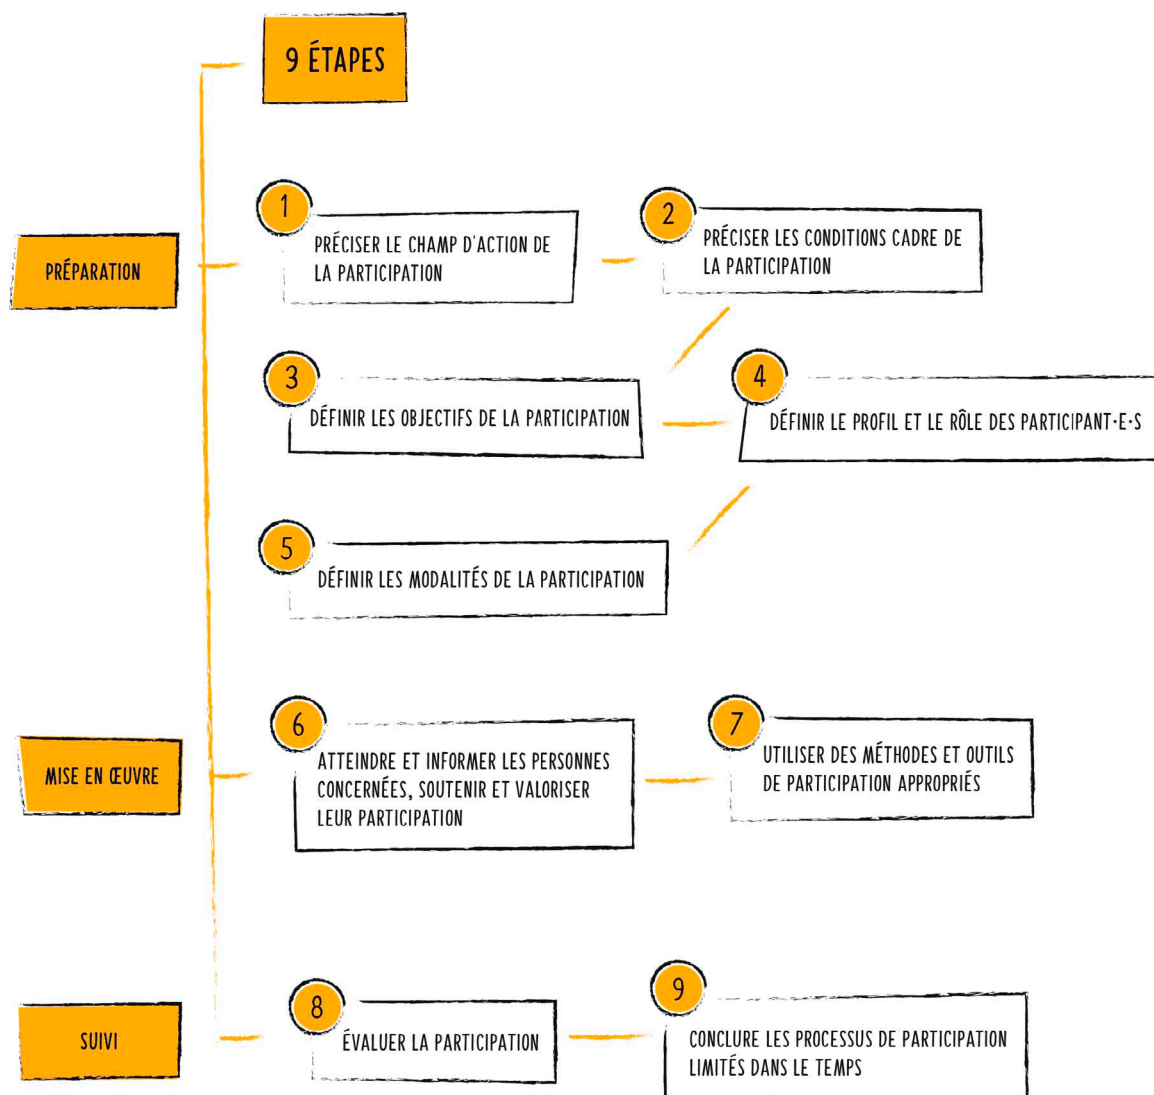 9 ÉTAPES
PRÉPARATION
1
PRÉCISER LE CHAMP D'ACTION DE
LA PARTICIPATION
2
PRÉCISER LES CONDITIONS CADRE DE
LA PARTICIPATION
3
DÉFINIR LES OBJECTIFS DE LA PARTICIPATION
4
DÉFINIR LE PROFIL ET LE RÔLE DES PARTICIPANT·E·S
5
DÉFINIR LES MODALITÉS DE LA PARTICIPATION
MISE EN ŒUVRE
6
ATTEINDRE ET INFORMER LES PERSONNES
CONCERNÉES, SOUTENIR ET VALORISER
LEUR PARTICIPATION
7
UTILISER DES MÉTHODES ET OUTILS
DE PARTICIPATION APPROPRIÉS
SUIVI
8
ÉVALUER LA PARTICIPATION
9
CONCLURE LES PROCESSUS DE PARTICIPATION
LIMITÉS DANS LE TEMPS